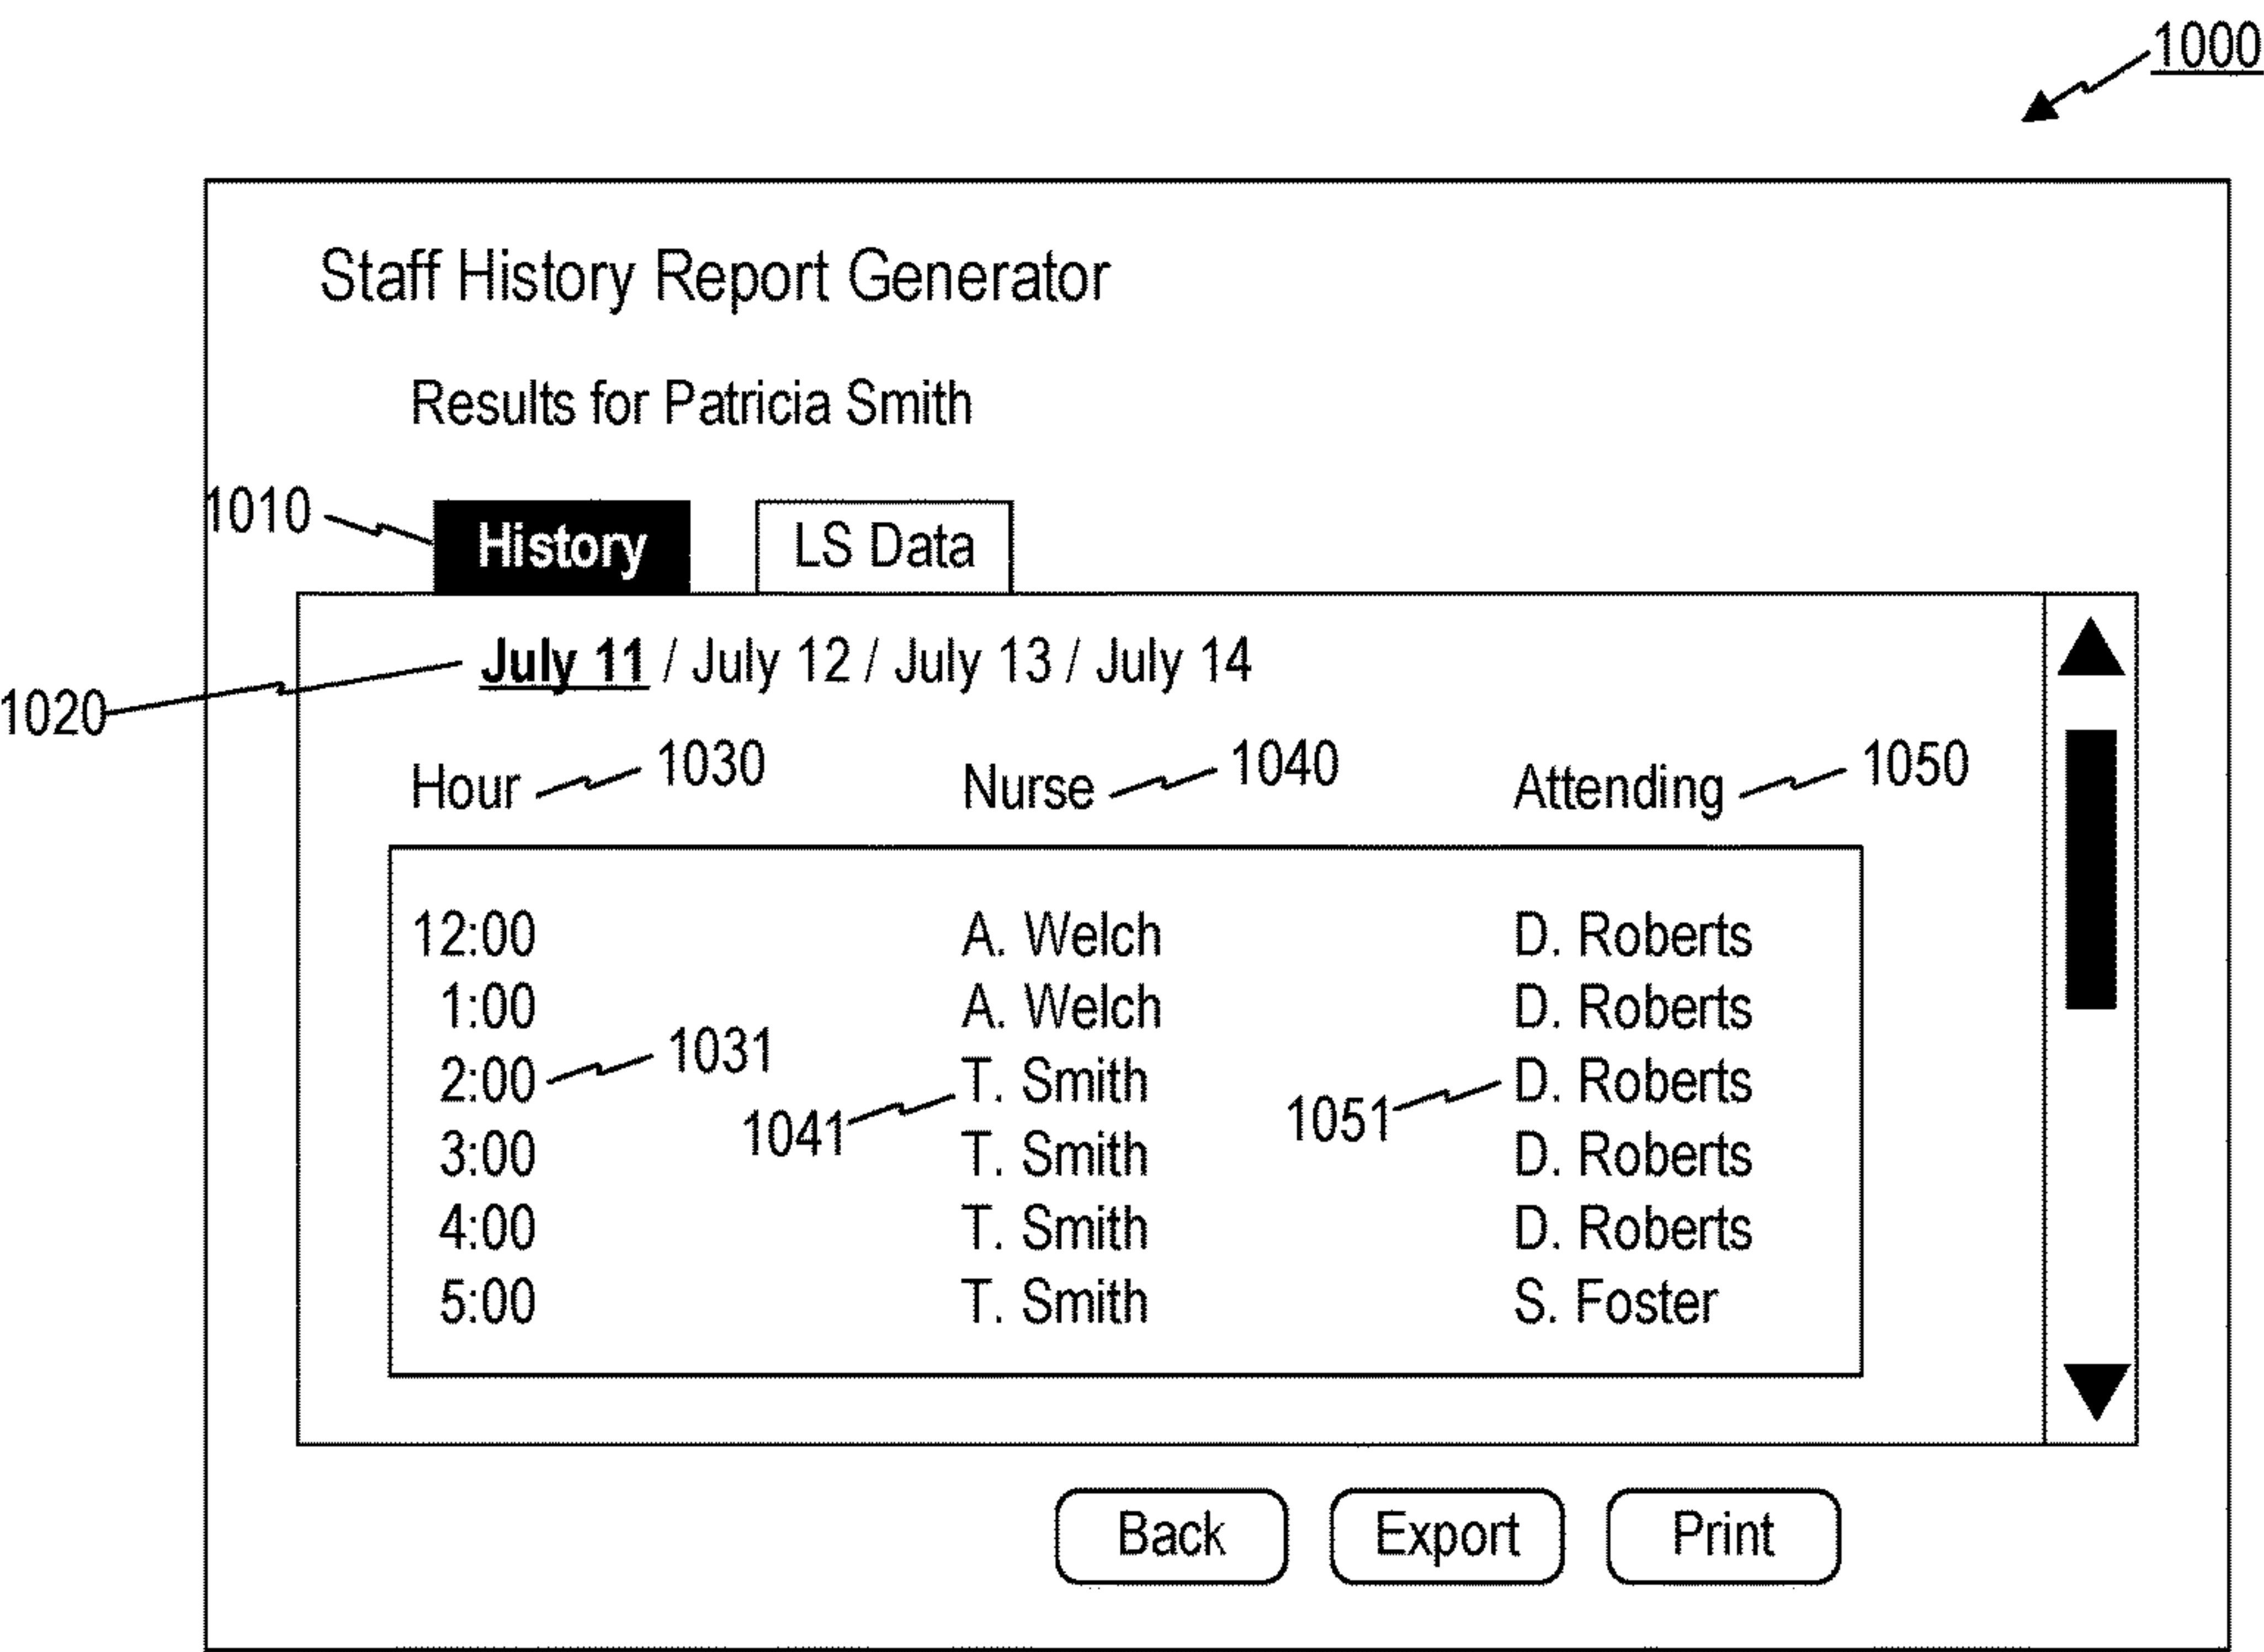 1000
Staff History Report Generator
Results for Patricia Smith
1010 History LS Data
1020 July 11 / July 12 / July 13 / July 14
Hour 1030 Nurse 1040 Attending 1050
12:00 A. Welch D. Roberts
1:00 A. Welch D. Roberts
2:00 1031 1041 T. Smith 1051 D. Roberts
3:00 T. Smith D. Roberts
4:00 T. Smith D. Roberts
5:00 T. Smith S. Foster
Back Export Print